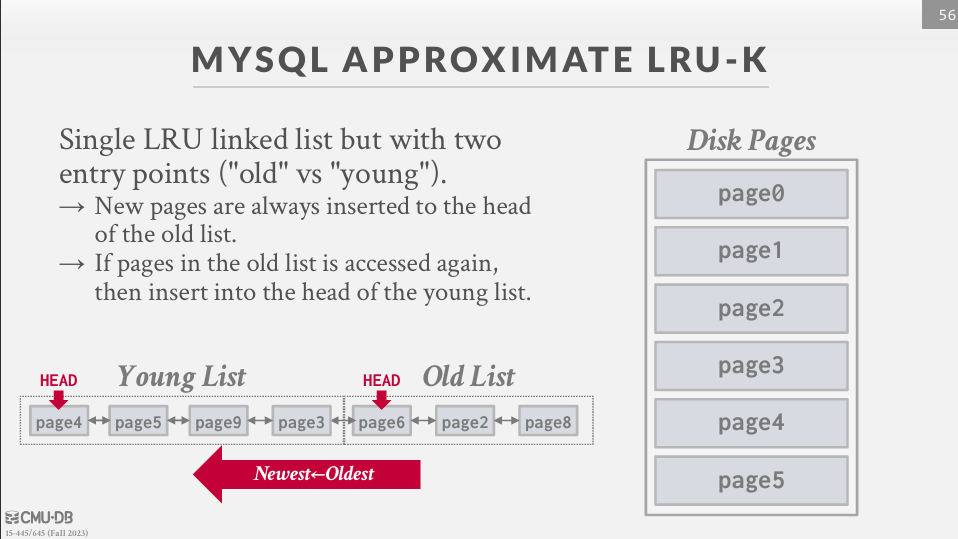 56
MYSQL APPROXIMATE LRU-K
Single LRU linked list but with two
entry points ("old" vs "young").
→ New pages are always inserted to the head
of the old list.
→ If pages in the old list is accessed again,
then insert into the head of the young list.
Disk Pages
page0
page1
page2
page3
page4
page5
HEAD Young List HEAD Old List
page4 page5 page9 page3 page6 page2 page8
Newest←Oldest
CMU·DB
15-445/645 (Fall 2023)